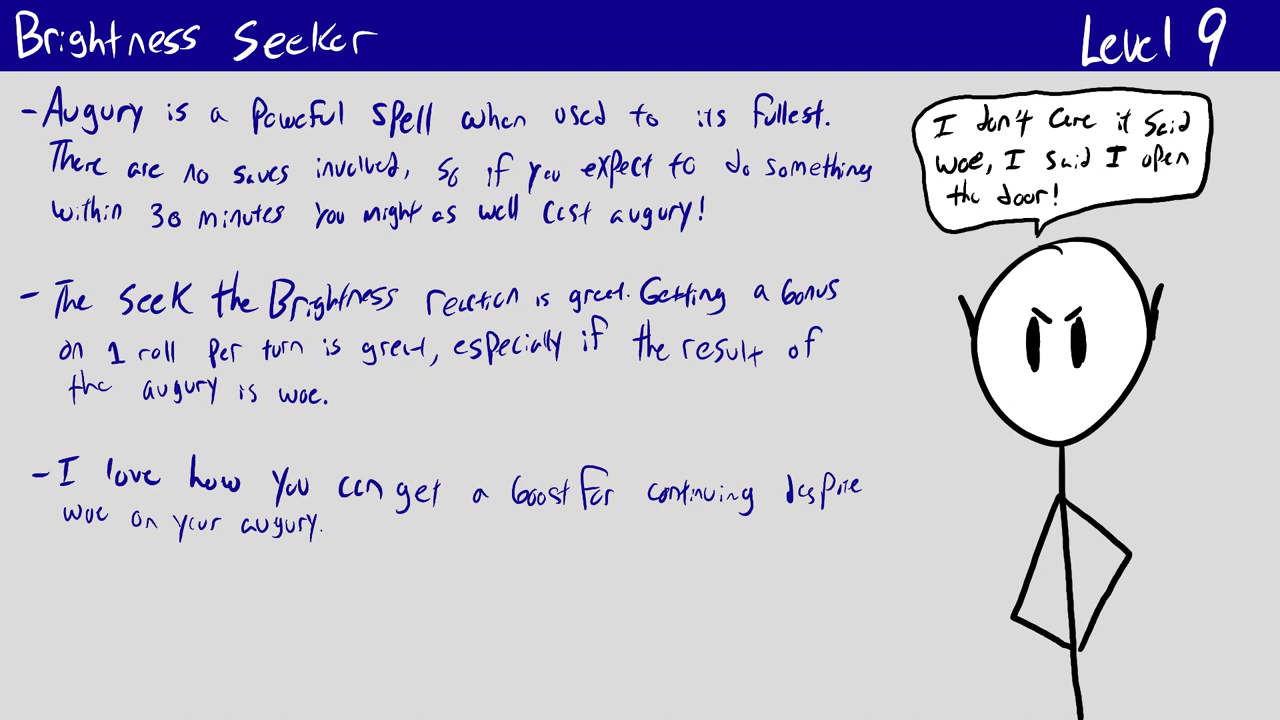 Brightness Seeker
Level 9
- Augury is a powerful spell when used to its fullest.
There are no saves involved, so if you expect to do something
within 30 minutes you might as well cast augury!
- The Seek the Brightness reaction is great. Getting a bonus
on 1 roll per turn is great, especially if the result of
the augury is woe.
- I love how you can get a boost for continuing despite
woe on your augury.
I don't care it said
woe, I said I open
the door!